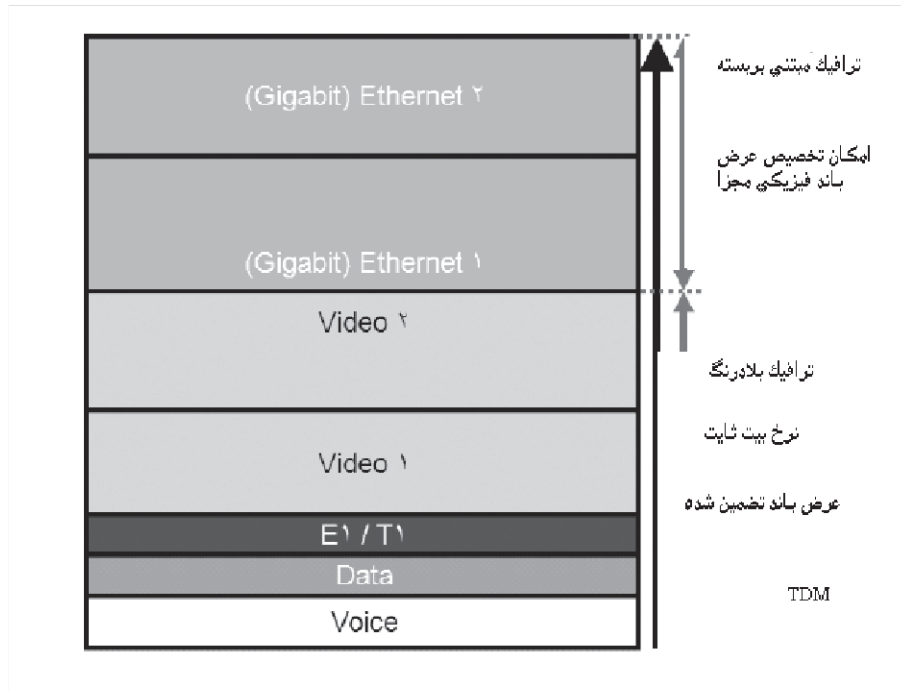 (Gigabit) Ethernet ۲
(Gigabit) Ethernet ۱
Video ۲
Video ۱
E۱ / T۱
Data
Voice
ترافيك مبتني بربسته
امكان تخصيص عرض
باند فيزيكي مجزا
ترافيك بلادرنگ
نرخ بيت ثابت
عرض باند تضمين شده
TDM